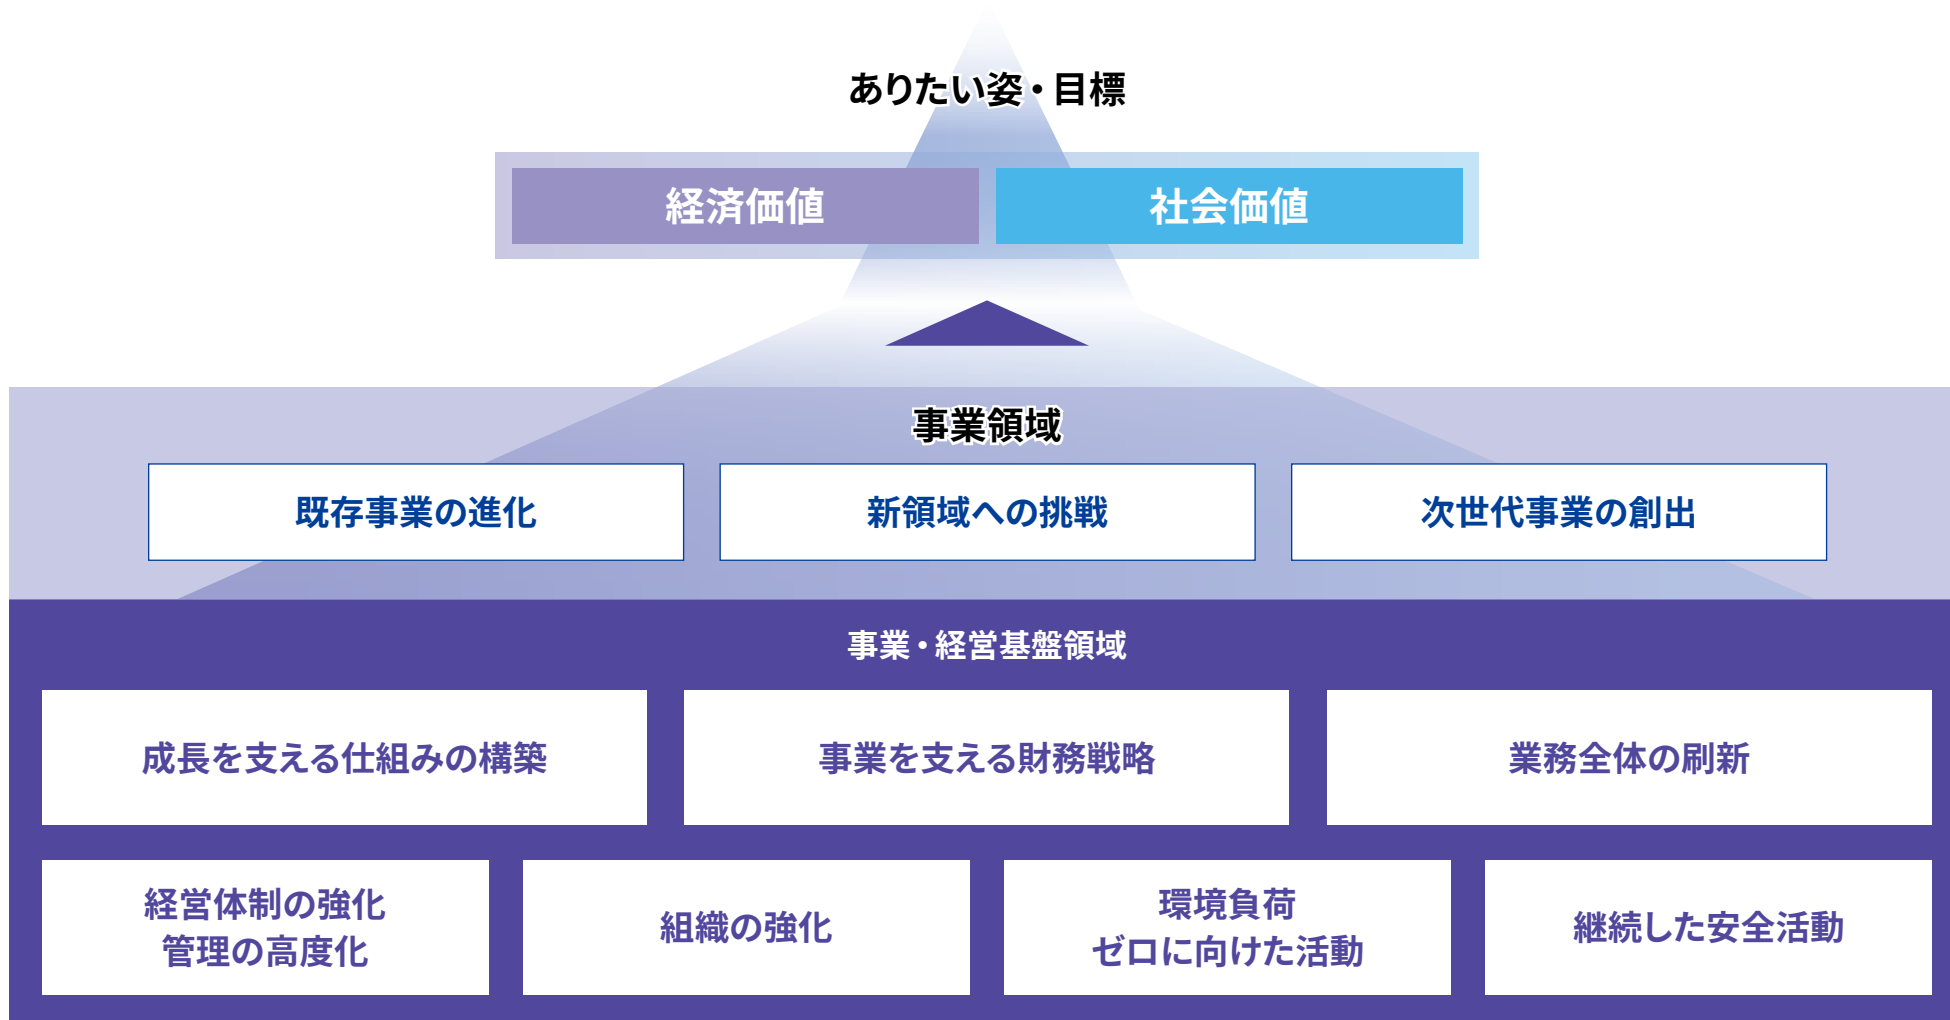 ありたい姿・目標
経済価値
社会価値
事業領域
既存事業の進化
新領域への挑戦
次世代事業の創出
事業・経営基盤領域
成長を支える仕組みの構築
事業を支える財務戦略
業務全体の刷新
経営体制の強化
管理の高度化
組織の強化
環境負荷
ゼロに向けた活動
継続した安全活動